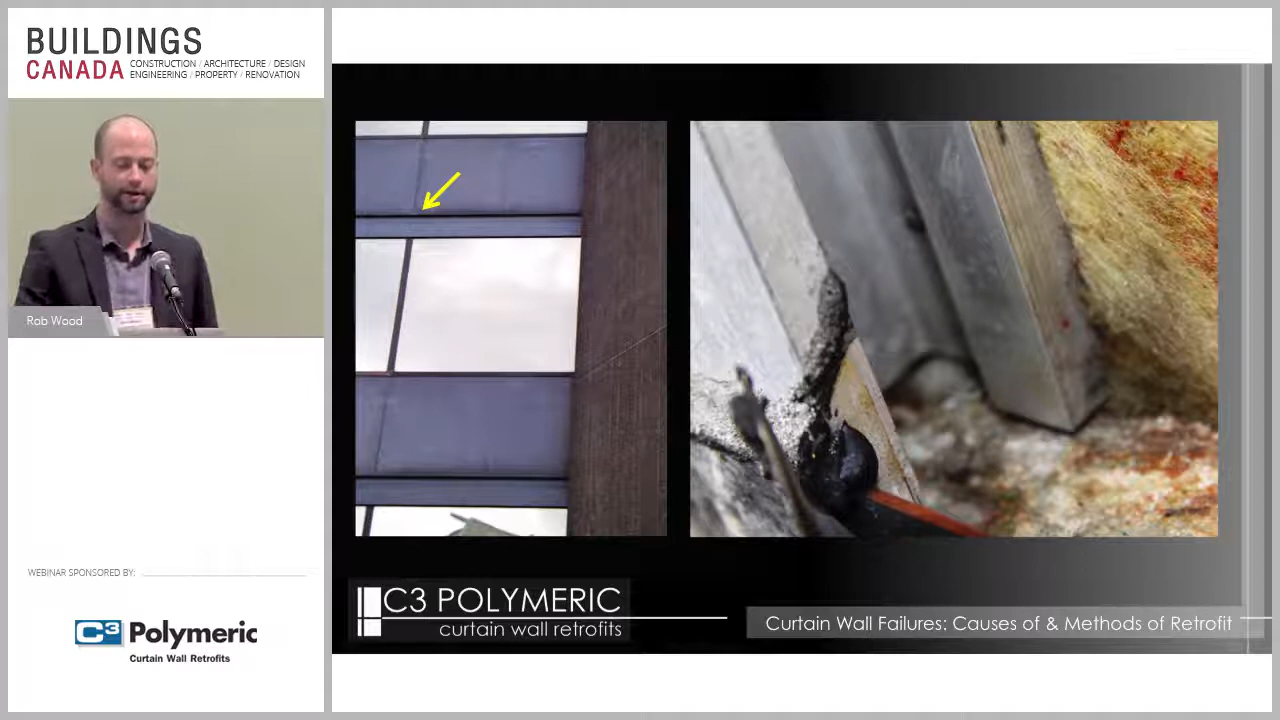 BUILDINGS
CANADA CONSTRUCTION / ARCHITECTURE / DESIGN
ENGINEERING / PROPERTY / RENOVATION
Rob Wood
WEBINAR SPONSORED BY:
C3 Polymeric
Curtain Wall Retrofits
C3 POLYMERIC
curtain wall retrofits
Curtain Wall Failures: Causes of & Methods of Retrofit